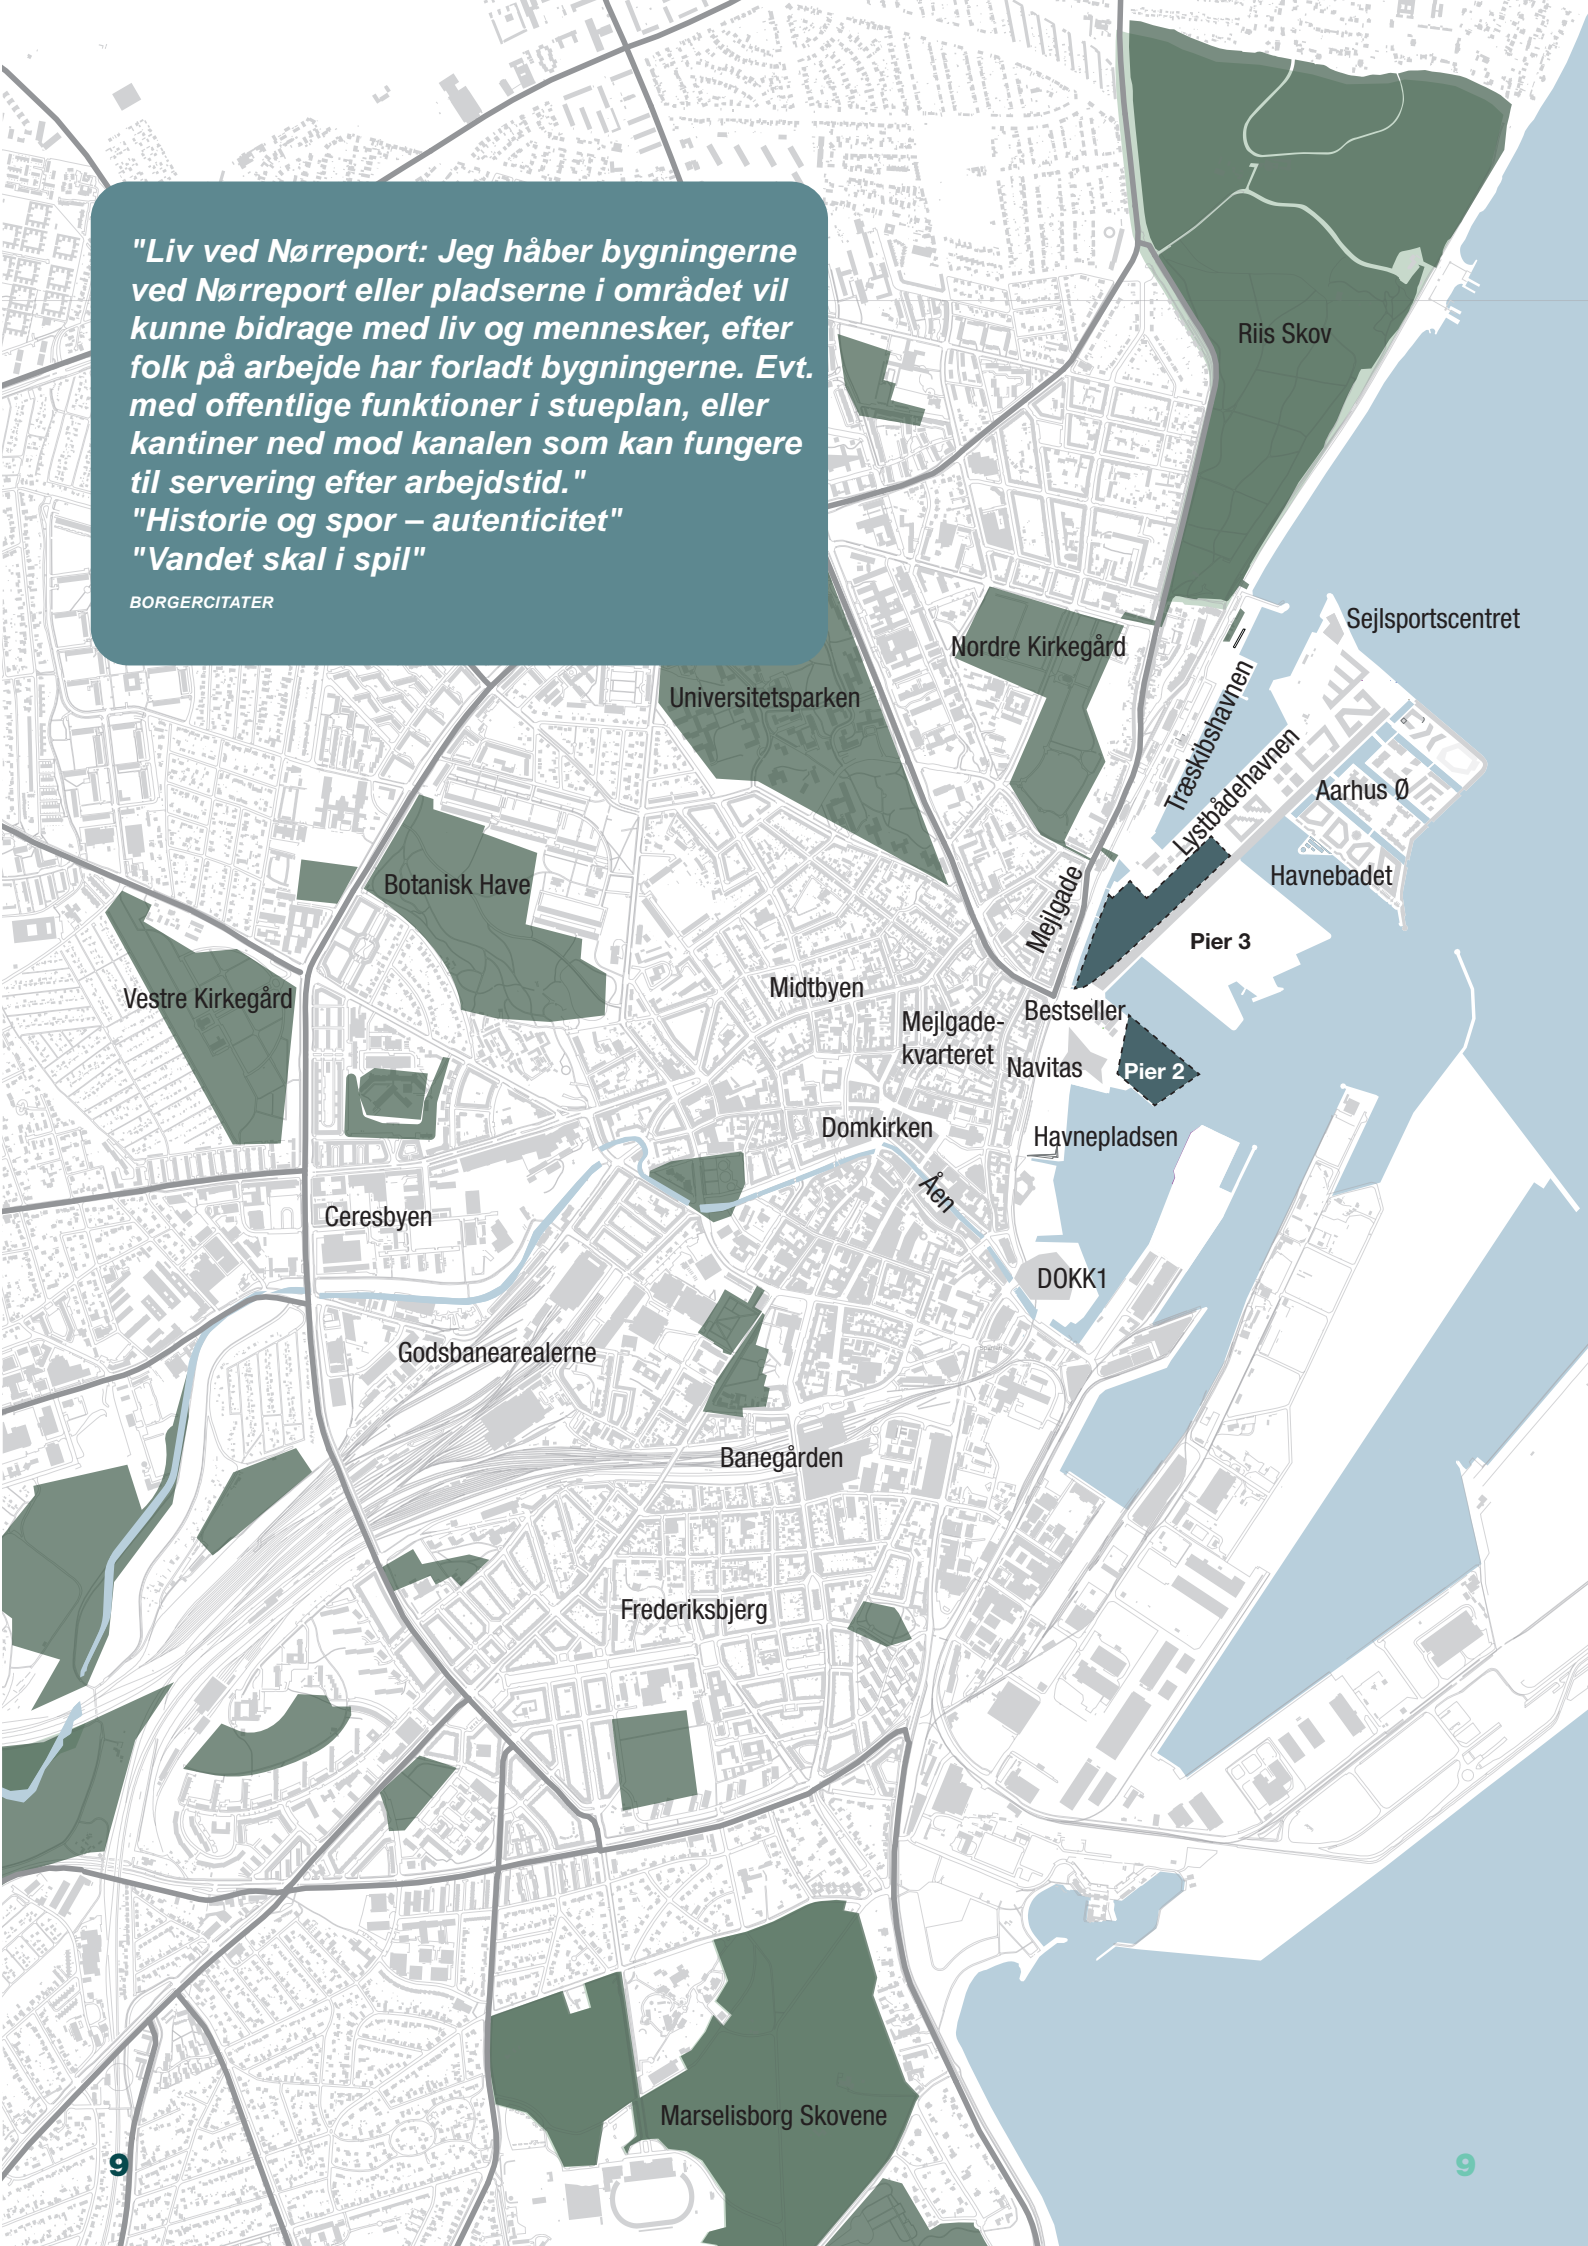 "Liv ved Nørreport: Jeg håber bygningerne
ved Nørreport eller pladserne i området vil
kunne bidrage med liv og mennesker, efter
folk på arbejde har forladt bygningerne. Evt.
med offentlige funktioner i stueplan, eller
kantiner ned mod kanalen som kan fungere
til servering efter arbejdstid."
"Historie og spor – autenticitet"
"Vandet skal i spil"
BORGERCITATER
Riis Skov
Sejlsportscentret
Nordre Kirkegård
Universitetsparken
Træskibshavnen
Lystbådehavnen
Aarhus Ø
Havnebadet
Botanisk Have
Mejlgade
Pier 3
Midtbyen
Vestre Kirkegård
Bestseller
Mejlgade-
kvarteret
Navitas
Pier 2
Domkirken
Havnepladsen
Åen
Ceresbyen
DOKK1
Godsbanearealerne
Banegården
Frederiksbjerg
Marselisborg Skovene
9
9